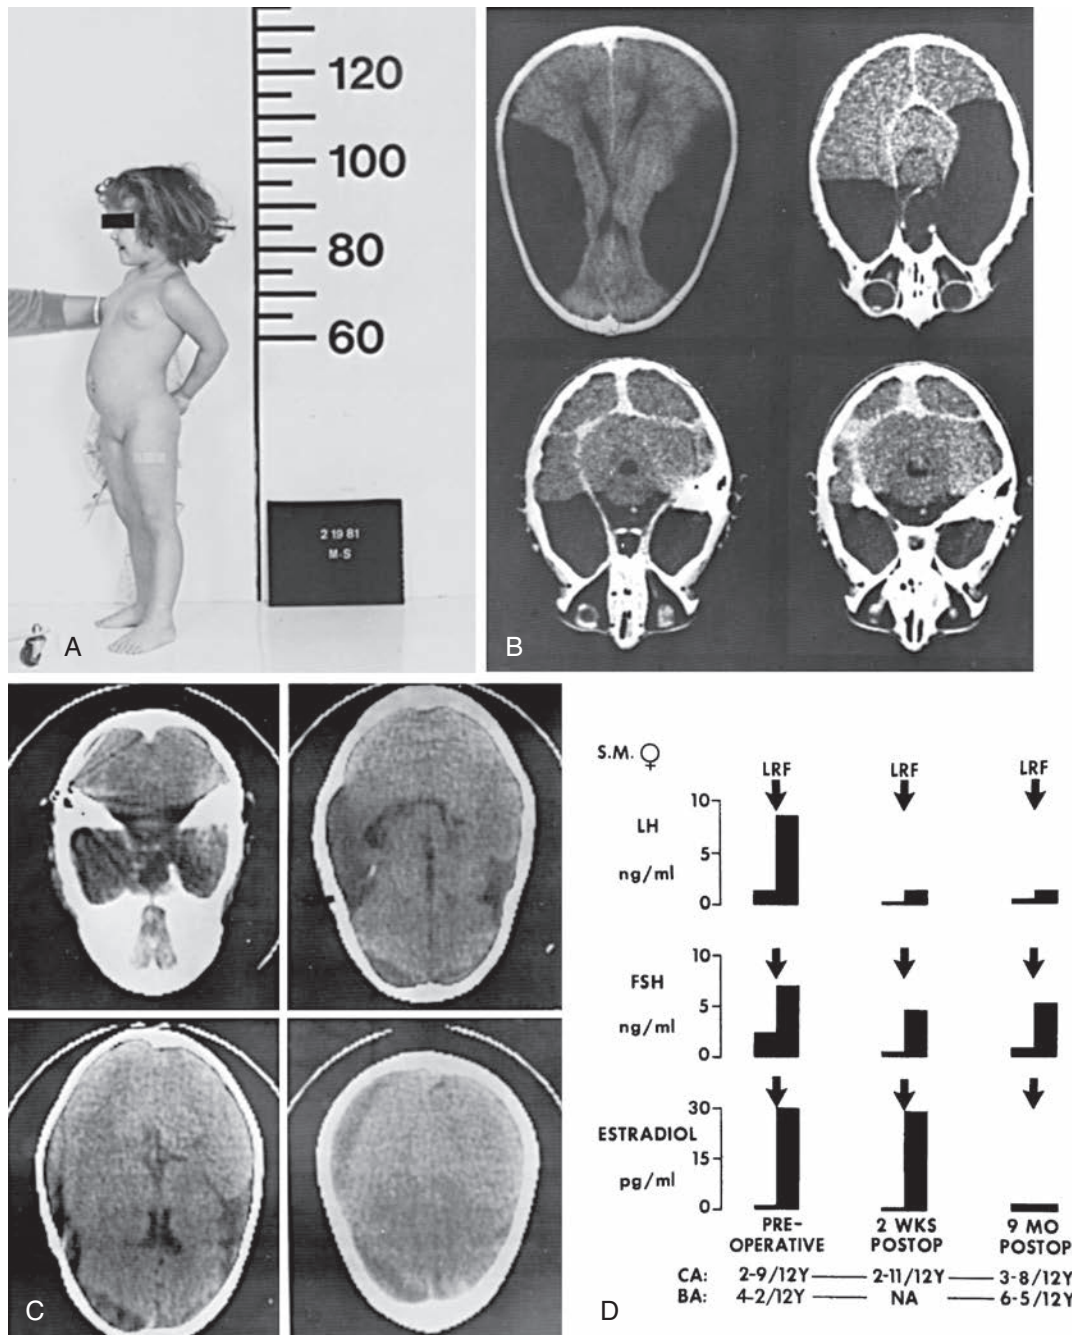 120
100
80
60
2 19 81
M-S
A
B
C
S.M. ♀
LRF LRF LRF
10
LH
5
ng/ml
0
10
FSH
5
ng/ml
0
30
ESTRADIOL
15
pg/ml
0
PRE-OPERATIVE
2 WKS POSTOP
9 MO POSTOP
CA: 2-9/12Y 2-11/12Y 3-8/12Y
BA: 4-2/12Y NA 6-5/12Y
D